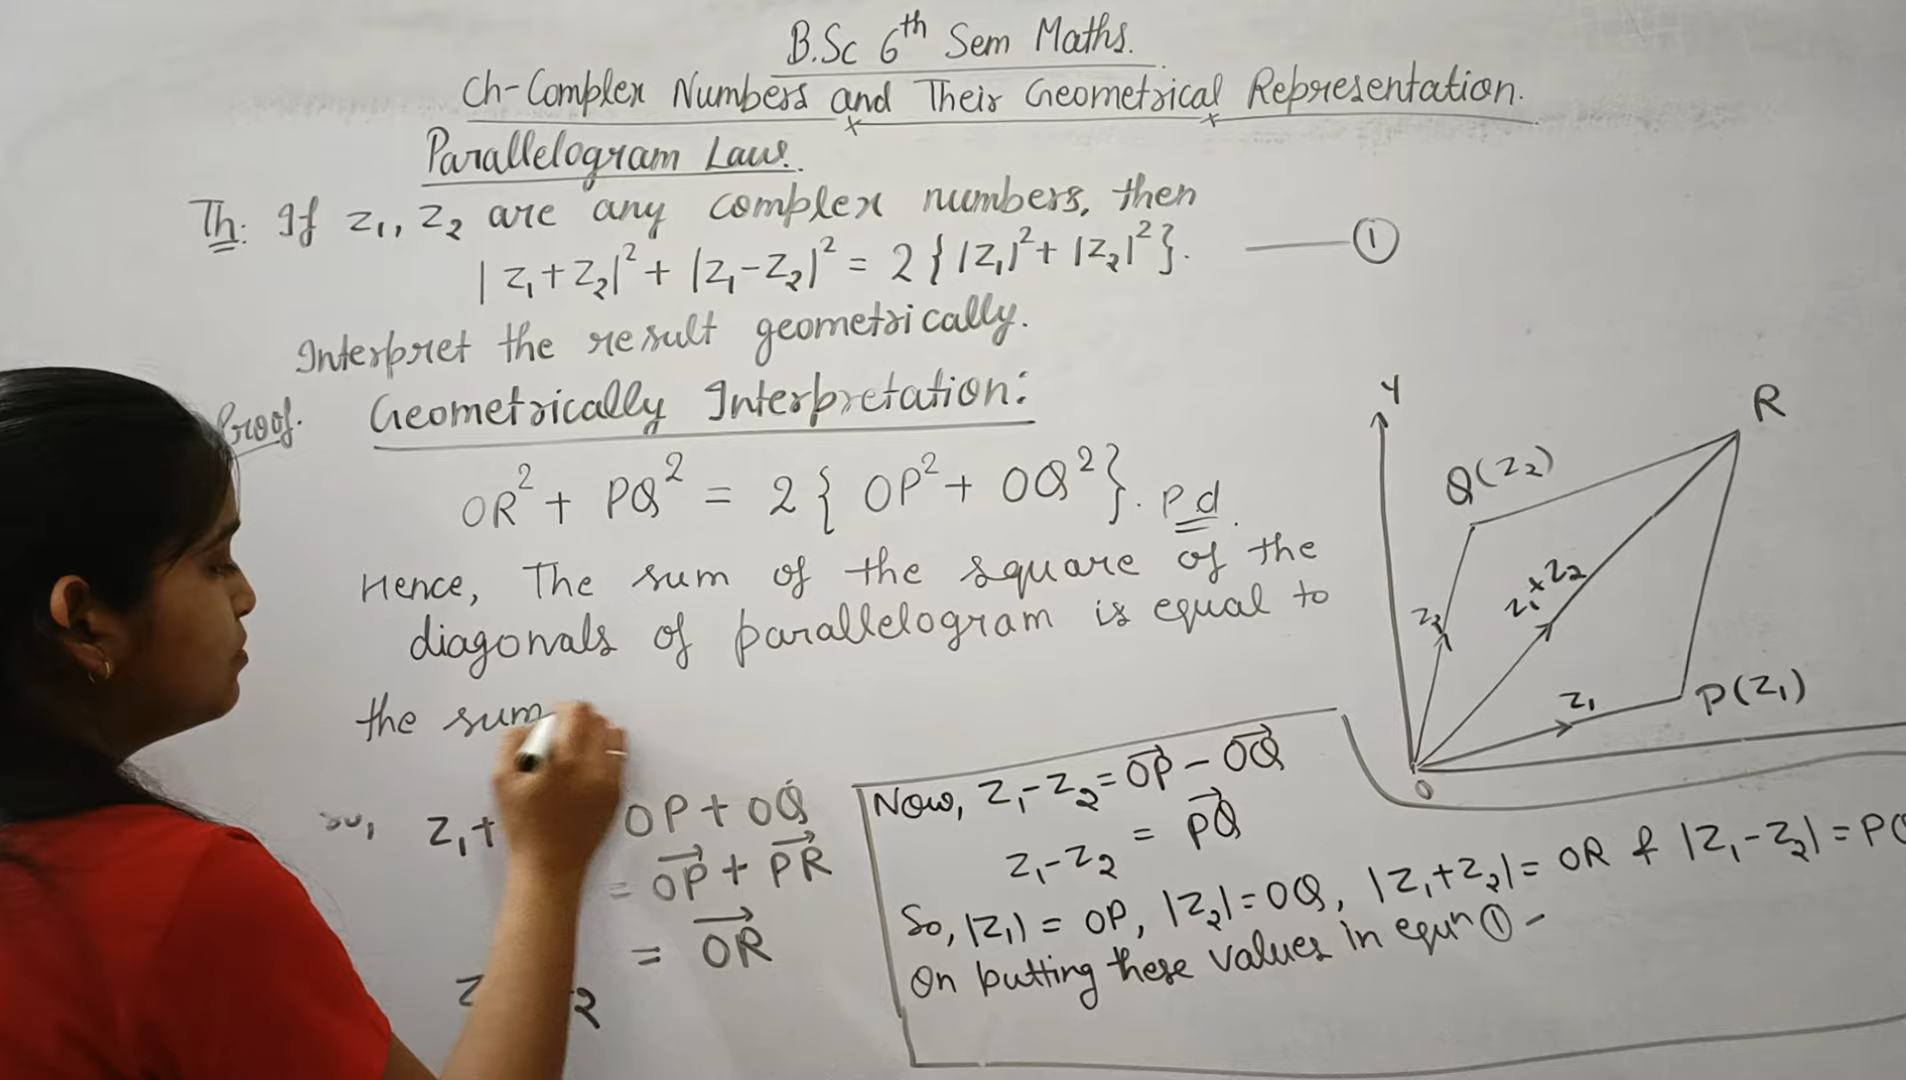 B.Sc 6th Sem Maths.
Ch-Complex Numbers and Their Geometrical Representation.
Parallelogram Law.
Th: If z₁, z₂ are any complex numbers, then
|z₁+z₂|² + |z₁-z₂|² = 2{|z₁|²+ |z₂|²}. ①
Interpret the result geometrically.
Proof. Geometrically Interpretation:
OR² + PQ² = 2{ OP² + OQ²}. Pd.
Hence, The sum of the square of the
diagonals of parallelogram is equal to
the sum
z₁+ OP + OQ
= OP→ + PR→
= OR→
z 2
Now, z₁-z₂ = OP→ - OQ→
z₁-z₂ = PQ→
So, |z₁| = OP, |z₂| = OQ, |z₁+z₂| = OR & |z₁-z₂| = PQ
On putting these values in equⁿ ① -
Y
R
Q(z₂)
z₂
z₁+z₂
z₁
P(z₁)
O